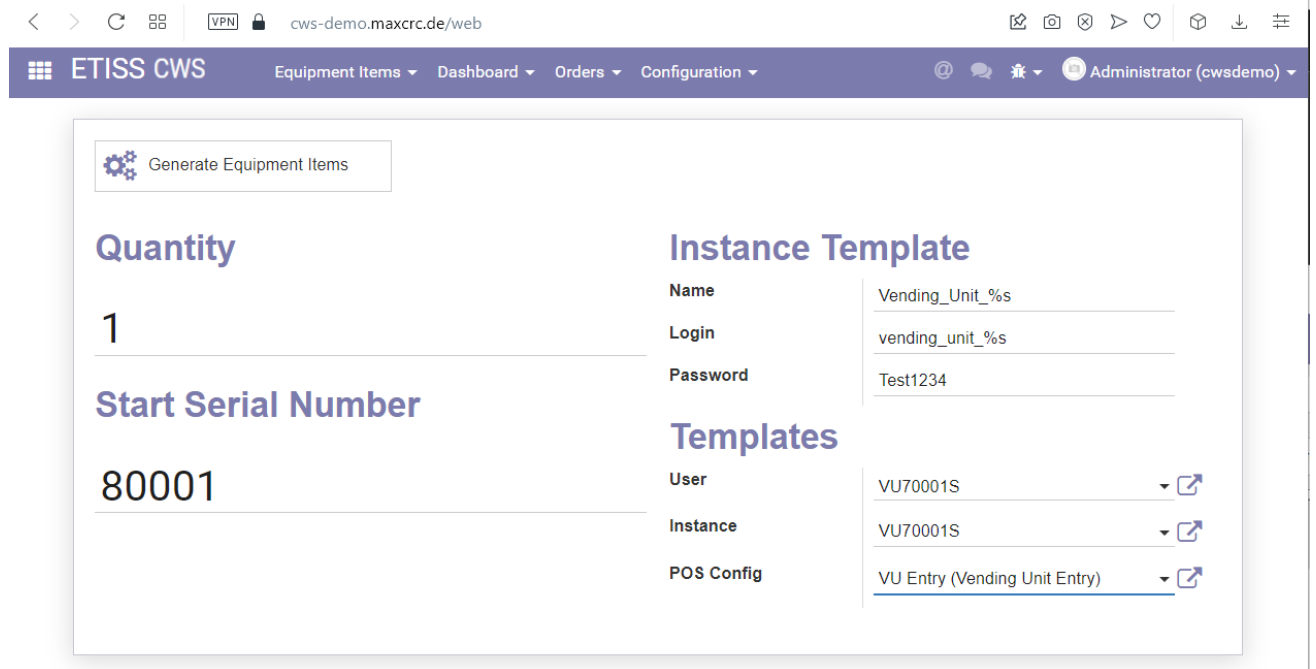 VPN cws-demo.maxcrc.de/web
ETISS CWS Equipment Items Dashboard Orders Configuration @ Administrator (cwsdemo)
Generate Equipment Items
Quantity
1
Start Serial Number
80001
Instance Template
Name Vending_Unit_%s
Login vending_unit_%s
Password Test1234
Templates
User VU70001S
Instance VU70001S
POS Config VU Entry (Vending Unit Entry)